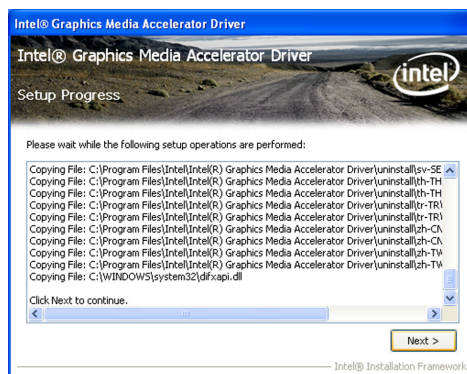 Intel® Graphics Media Accelerator Driver
Intel® Graphics Media Accelerator Driver
intel
Setup Progress
Please wait while the following setup operations are performed:
Copying File: C:\Program Files\Intel\Intel(R) Graphics Media Accelerator Driver\uninstall\sv-SE
Copying File: C:\Program Files\Intel\Intel(R) Graphics Media Accelerator Driver\uninstall\th-TH
Copying File: C:\Program Files\Intel\Intel(R) Graphics Media Accelerator Driver\uninstall\th-TH
Copying File: C:\Program Files\Intel\Intel(R) Graphics Media Accelerator Driver\uninstall\tr-TR\
Copying File: C:\Program Files\Intel\Intel(R) Graphics Media Accelerator Driver\uninstall\tr-TR\
Copying File: C:\Program Files\Intel\Intel(R) Graphics Media Accelerator Driver\uninstall\zh-CN
Copying File: C:\Program Files\Intel\Intel(R) Graphics Media Accelerator Driver\uninstall\zh-CN
Copying File: C:\Program Files\Intel\Intel(R) Graphics Media Accelerator Driver\uninstall\zh-TW
Copying File: C:\Program Files\Intel\Intel(R) Graphics Media Accelerator Driver\uninstall\zh-TW
Copying File: C:\WINDOWS\system32\difxapi.dll
Click Next to continue.
Next >
Intel® Installation Framework